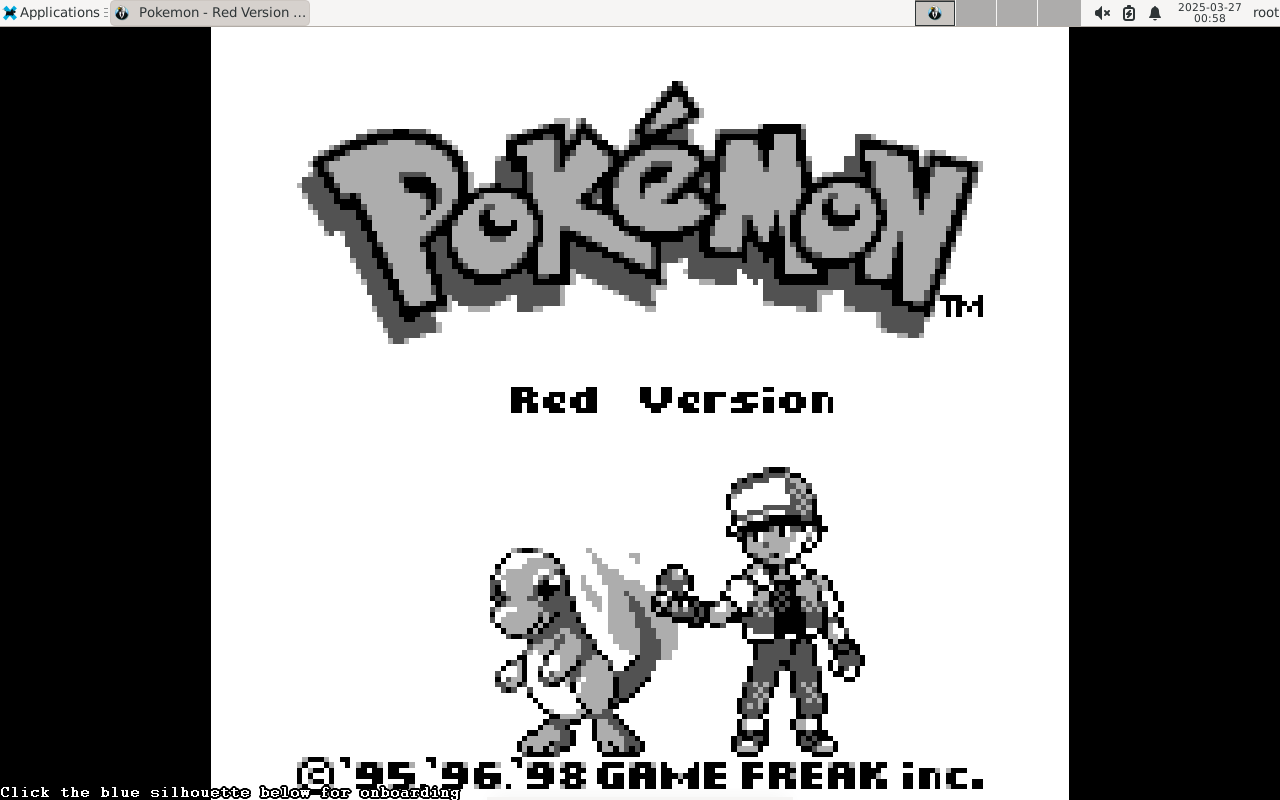 Applications
Pokemon - Red Version ...
2025-03-27
00:58
root
POKéMON
TM
Red Version
©'95.'96.'98 GAME FREAK inc.
Click the blue silhouette below for onboarding